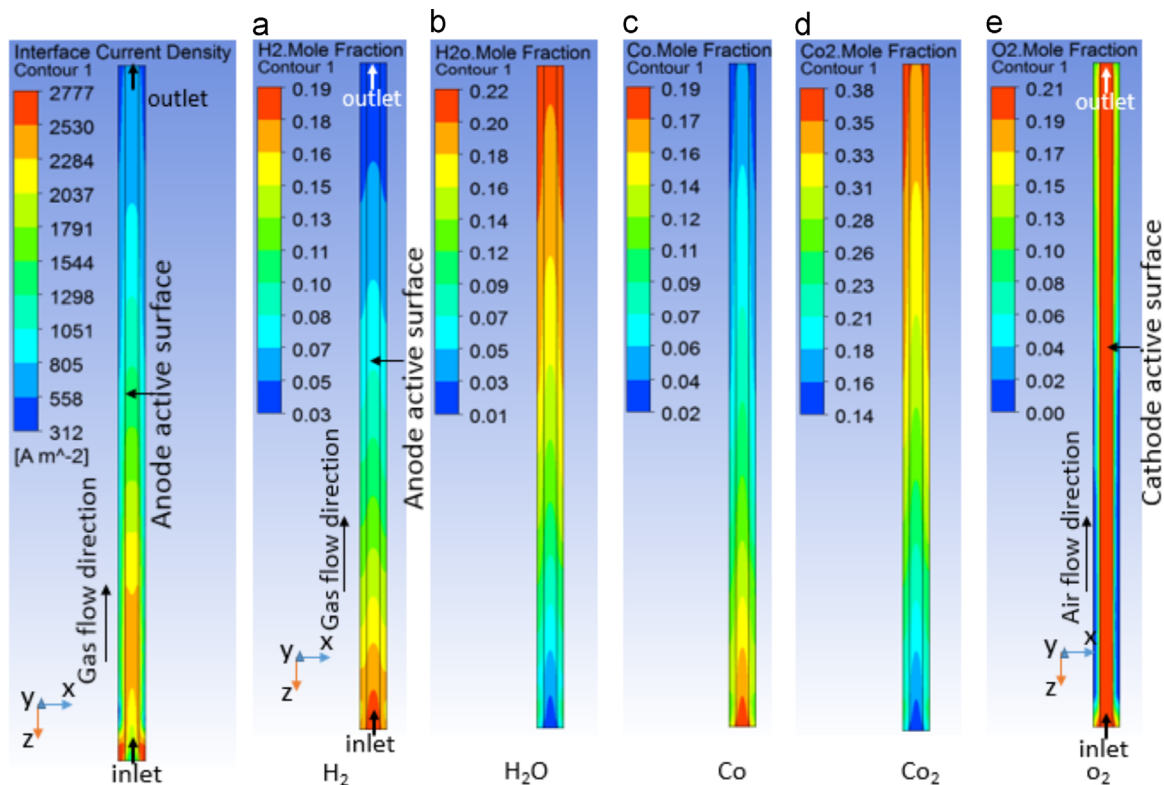 a
b
c
d
e
Interface Current Density
Contour 1
2777
2530
2284
2037
1791
1544
1298
1051
805
558
312
[A m^-2]
outlet
Anode active surface
Gas flow direction
y
x
z
inlet
H2.Mole Fraction
Contour 1
0.19
0.18
0.16
0.15
0.13
0.11
0.10
0.08
0.07
0.05
0.03
outlet
Anode active surface
Gas flow direction
y
x
z
inlet
H2
H2o.Mole Fraction
Contour 1
0.22
0.20
0.18
0.16
0.14
0.12
0.09
0.07
0.05
0.03
0.01
H2O
Co.Mole Fraction
Contour 1
0.19
0.17
0.16
0.14
0.12
0.11
0.09
0.07
0.06
0.04
0.02
Co
Co2.Mole Fraction
Contour 1
0.38
0.35
0.33
0.31
0.28
0.26
0.23
0.21
0.18
0.16
0.14
Co2
O2.Mole Fraction
Contour 1
0.21
0.19
0.17
0.15
0.13
0.10
0.08
0.06
0.04
0.02
0.00
outlet
Cathode active surface
Air flow direction
y
x
z
inlet
o2